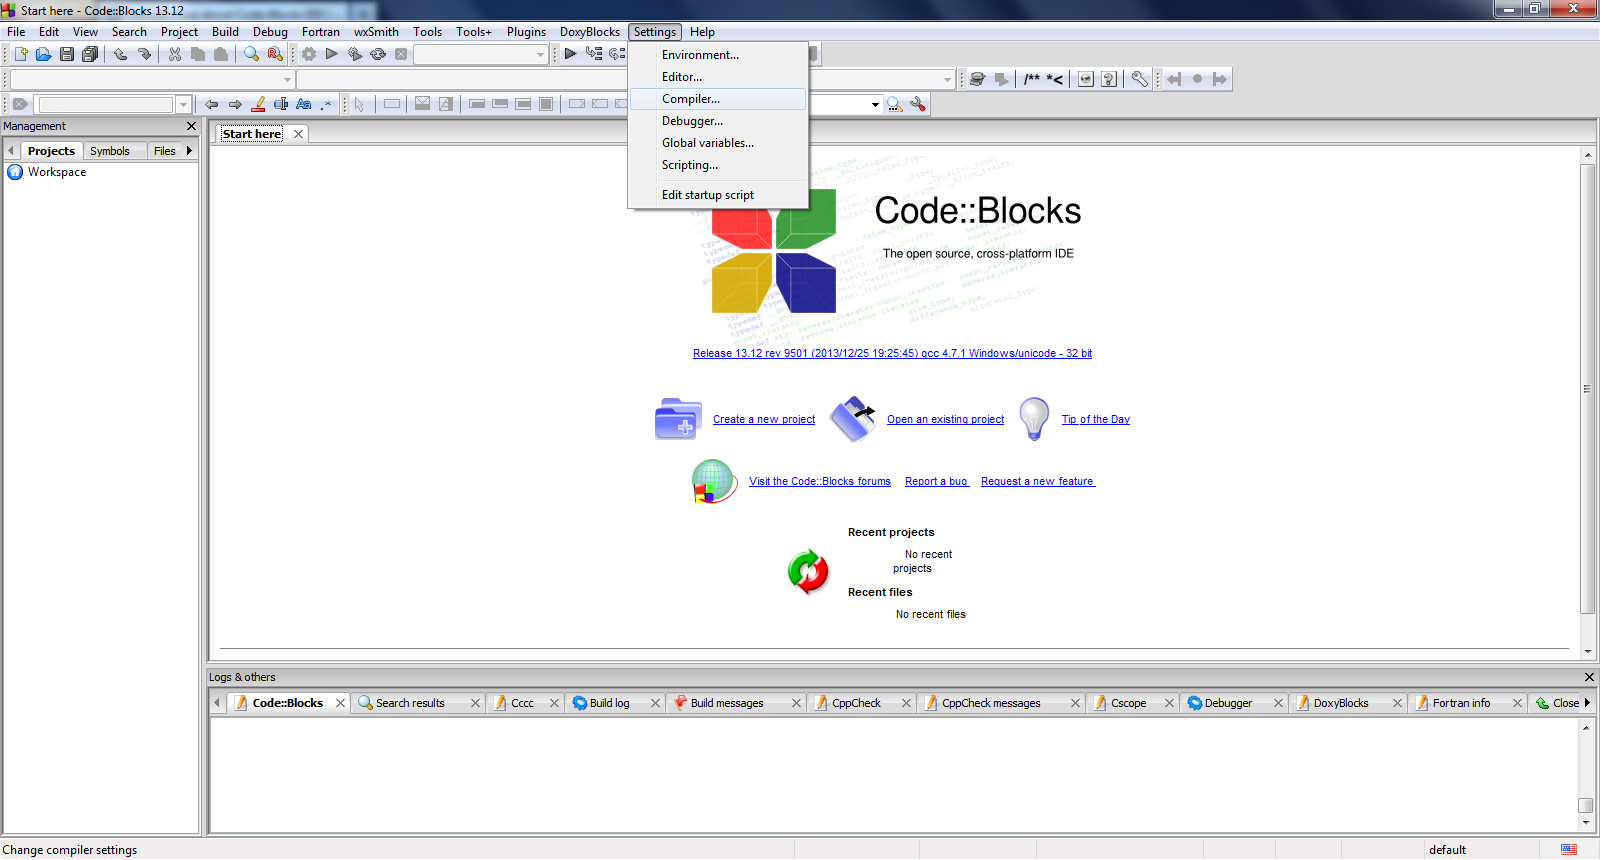 Start here - Code::Blocks 13.12
File Edit View Search Project Build Debug Fortran wxSmith Tools Tools+ Plugins DoxyBlocks Settings Help
Environment...
Editor...
Compiler...
Debugger...
Global variables...
Scripting...
Edit startup script
/** *<
Management
Projects Symbols Files
Workspace
Start here
Code::Blocks
The open source, cross-platform IDE
Release 13.12 rev 9501 (2013/12/25 19:25:45) gcc 4.7.1 Windows/unicode - 32 bit
Create a new project Open an existing project Tip of the Day
Visit the Code::Blocks forums Report a bug Request a new feature
Recent projects
No recent
projects
Recent files
No recent files
Logs & others
Code::Blocks Search results Cccc Build log Build messages CppCheck CppCheck messages Cscope Debugger DoxyBlocks Fortran info Close
Change compiler settings default